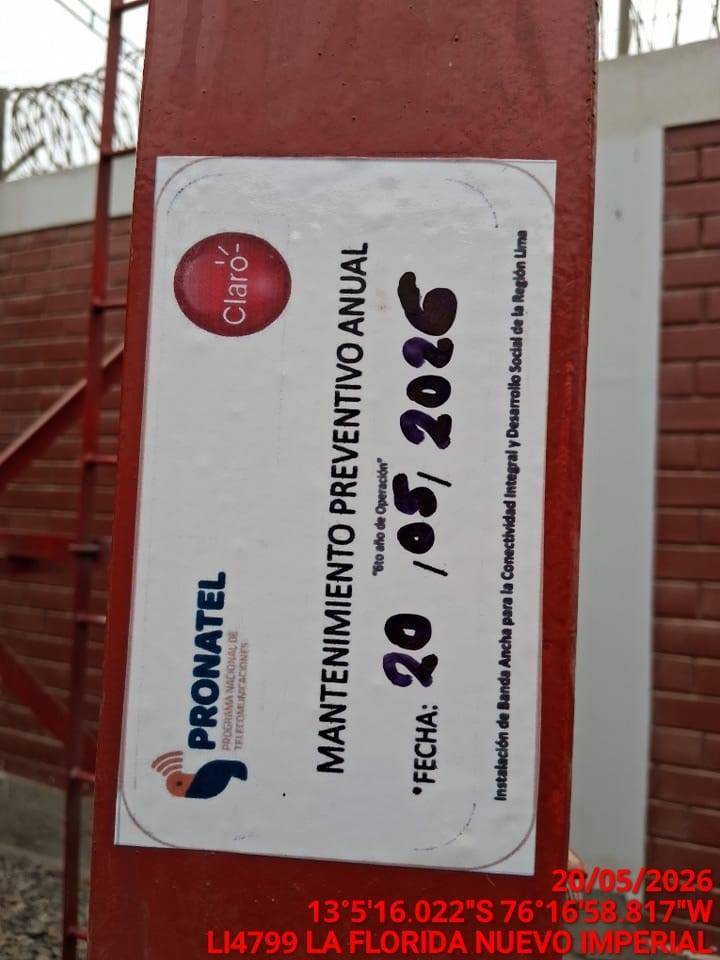 PRONATEL
PROGRAMA NACIONAL DE
TELECOMUNICACIONES
Claro
MANTENIMIENTO PREVENTIVO ANUAL
"6to año de Operación"
*FECHA: 20 / 05 / 2026
Instalación de Banda Ancha para la Conectividad Integral y Desarrollo Social de la Región Lima
20/05/2026
13°5'16.022"S 76°16'58.817"W
LI4799 LA FLORIDA NUEVO IMPERIAL